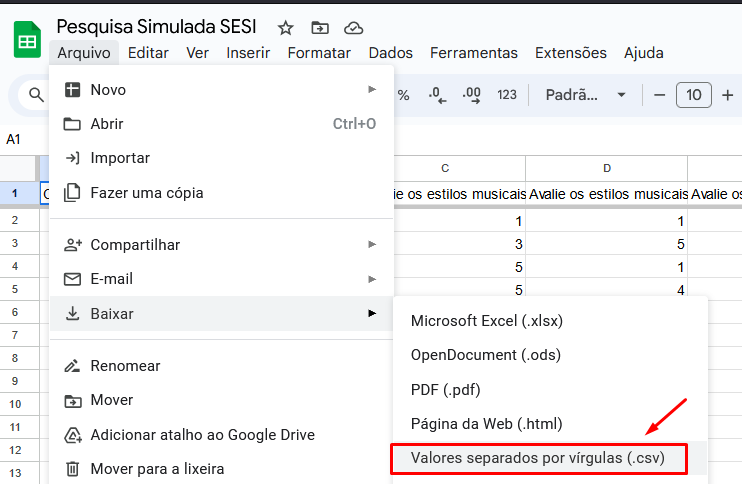 Pesquisa Simulada SESI
Arquivo Editar Ver Inserir Formatar Dados Ferramentas Extensões Ajuda
Novo
% .0 .00 123 Padrã... 10
Abrir Ctrl+O
A1
Importar
C D
Fazer uma cópia
1 ie os estilos musicais Avalie os estilos musicais Avalie os
2 1 1
3 Compartilhar 3 5
4 E-mail 5 1
5 5 4
6 Baixar
Microsoft Excel (.xlsx)
7
OpenDocument (.ods)
8 Renomear
9 PDF (.pdf)
10 Mover
Página da Web (.html)
11 Adicionar atalho ao Google Drive
12 Valores separados por vírgulas (.csv)
13 Mover para a lixeira